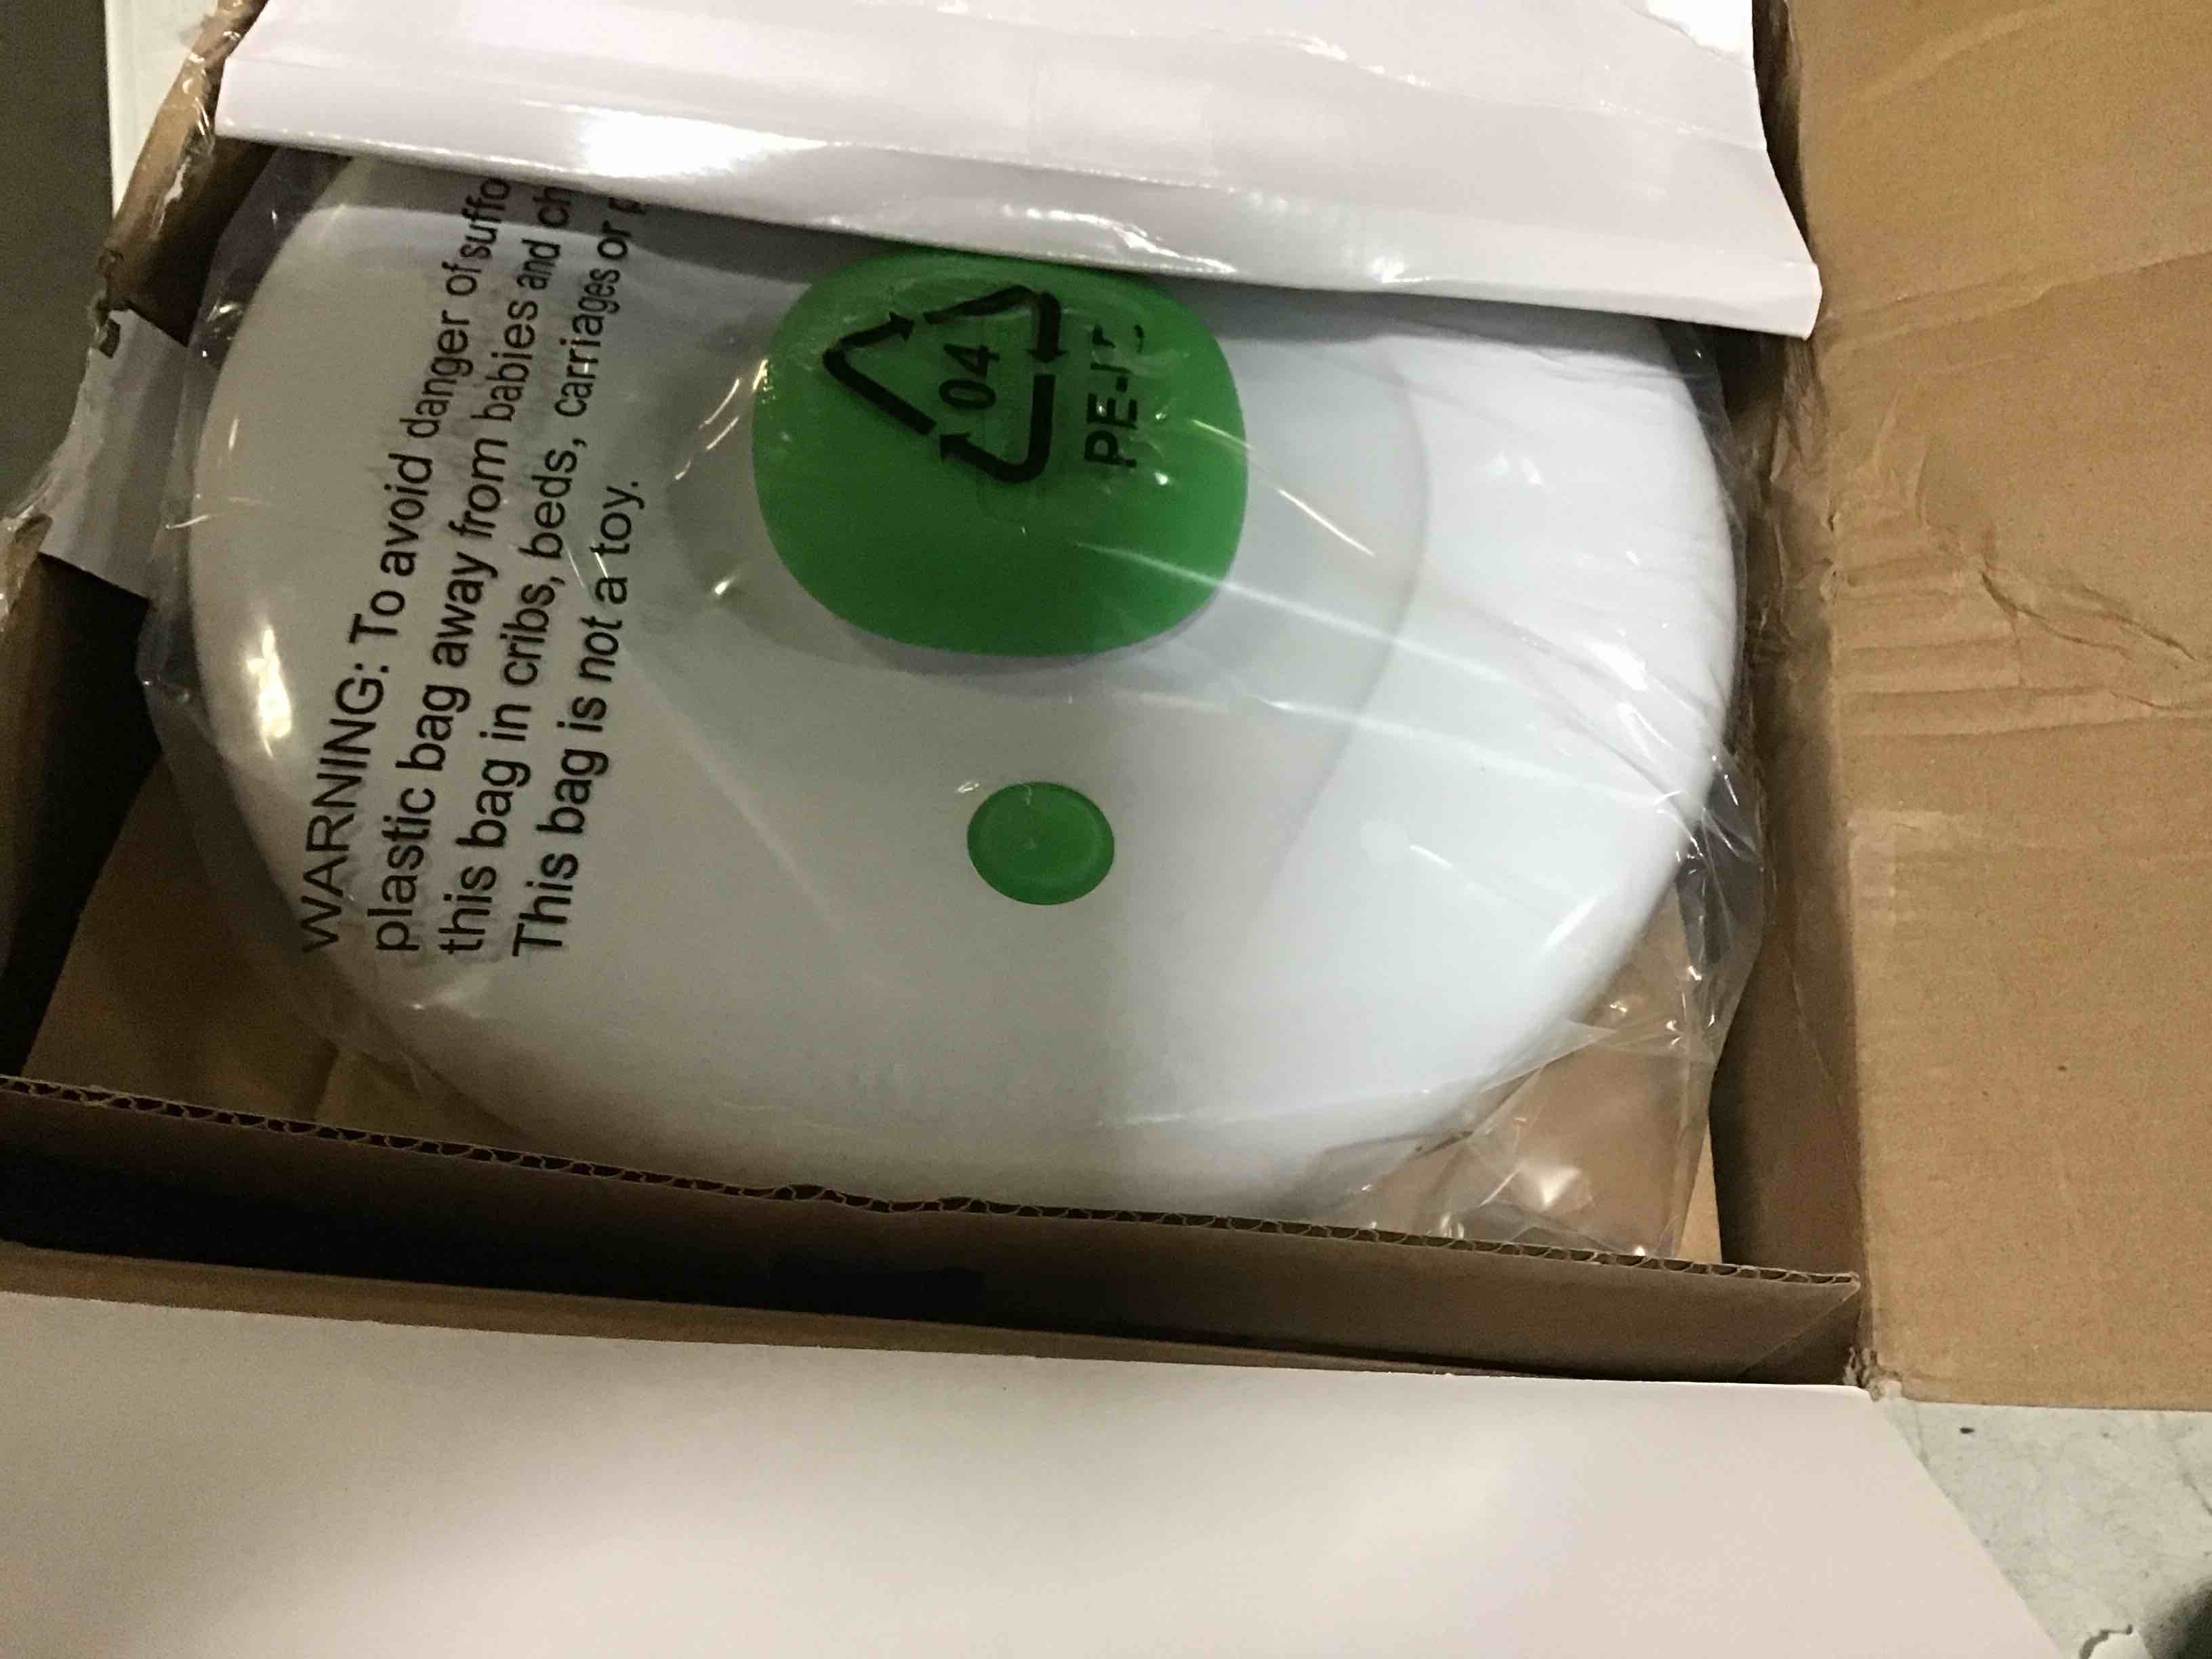 WARNING: To avoid danger of suffo
plastic bag away from babies and ch
this bag in cribs, beds, carriages or p
This bag is not a toy.
04
PE-